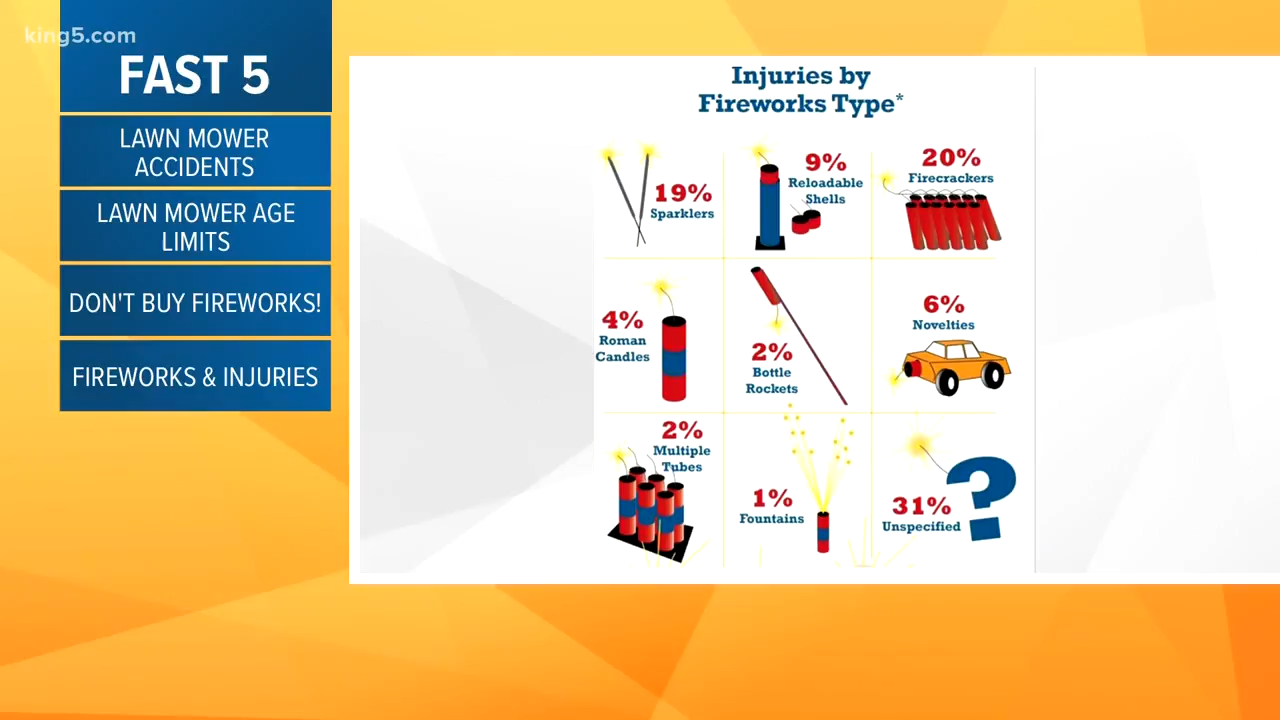 king5.com
FAST 5
LAWN MOWER
ACCIDENTS
LAWN MOWER AGE
LIMITS
DON'T BUY FIREWORKS!
FIREWORKS & INJURIES
Injuries by
Fireworks Type*
19%
Sparklers
9%
Reloadable
Shells
20%
Firecrackers
4%
Roman
Candles
2%
Bottle
Rockets
6%
Novelties
2%
Multiple
Tubes
1%
Fountains
31%
Unspecified
?